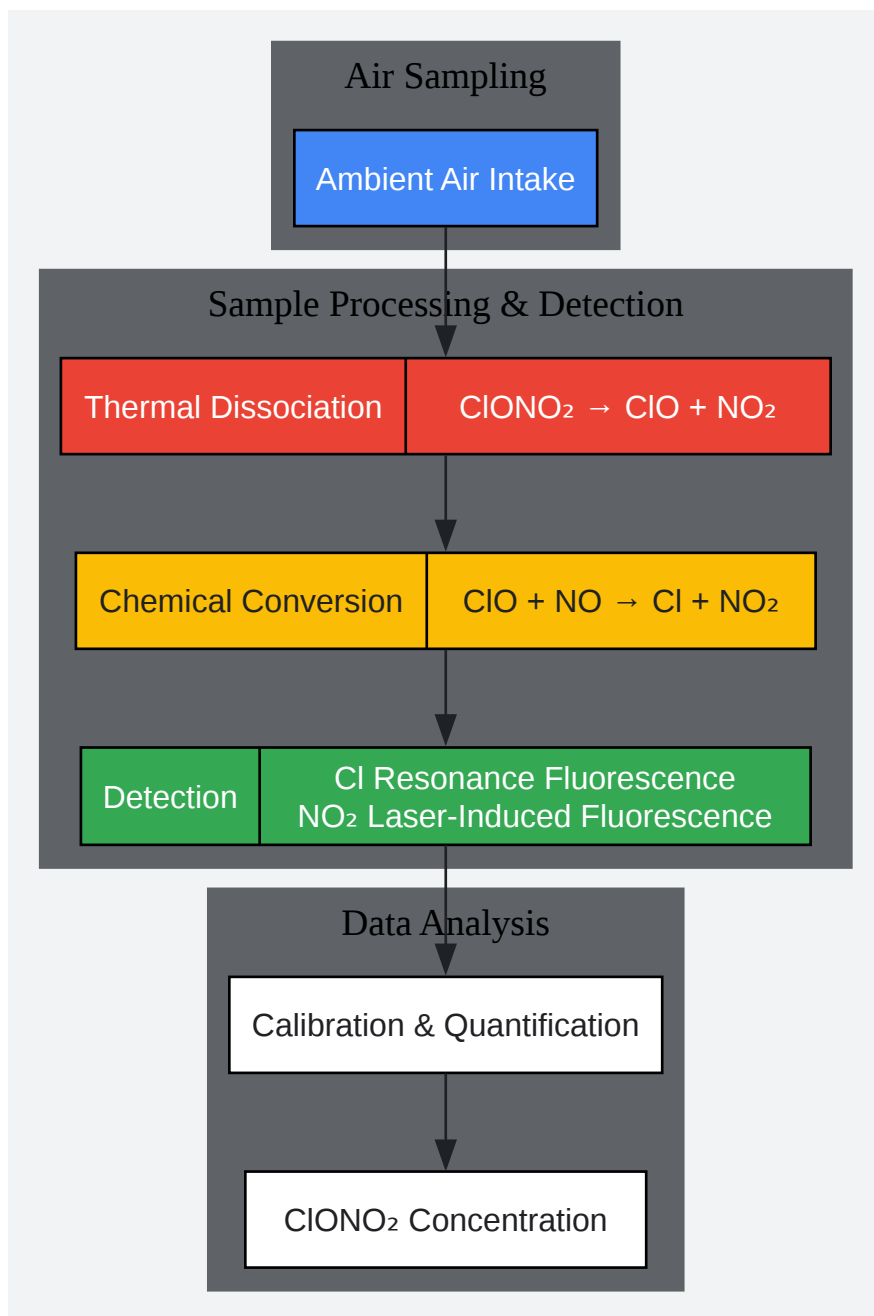 Air Sampling
Ambient Air Intake
Sample Processing & Detection
Thermal Dissociation
ClONO₂ → ClO + NO₂
Chemical Conversion
ClO + NO → Cl + NO₂
Detection
Cl Resonance Fluorescence
NO₂ Laser-Induced Fluorescence
Data Analysis
Calibration & Quantification
ClONO₂ Concentration